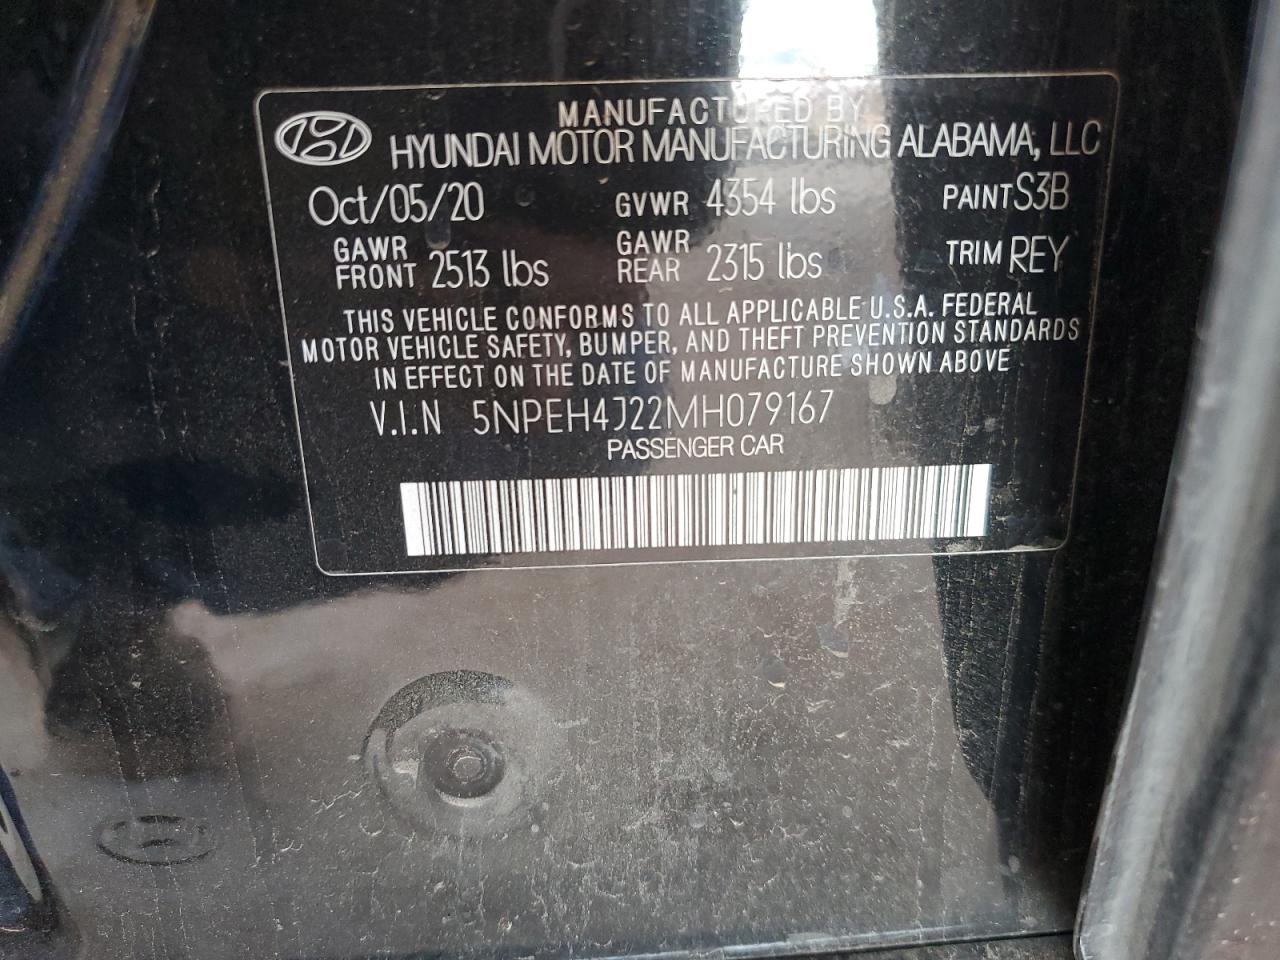 MANUFACTURED BY
HYUNDAI MOTOR MANUFACTURING ALABAMA, LLC
Oct/05/20 GVWR 4354 lbs PAINT S3B
GAWR FRONT 2513 lbs GAWR REAR 2315 lbs TRIM REY
THIS VEHICLE CONFORMS TO ALL APPLICABLE U.S.A. FEDERAL
MOTOR VEHICLE SAFETY, BUMPER, AND THEFT PREVENTION STANDARDS
IN EFFECT ON THE DATE OF MANUFACTURE SHOWN ABOVE
V.I.N 5NPEH4J22MH079167
PASSENGER CAR